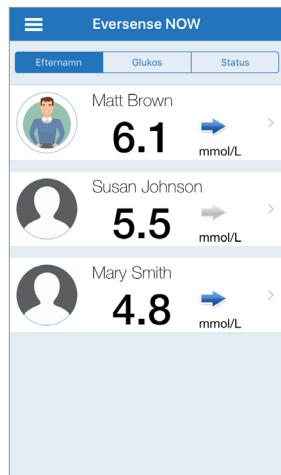 Eversense NOW
Efternamn Glukos Status
Matt Brown
6.1 mmol/L
Susan Johnson
5.5 mmol/L
Mary Smith
4.8 mmol/L